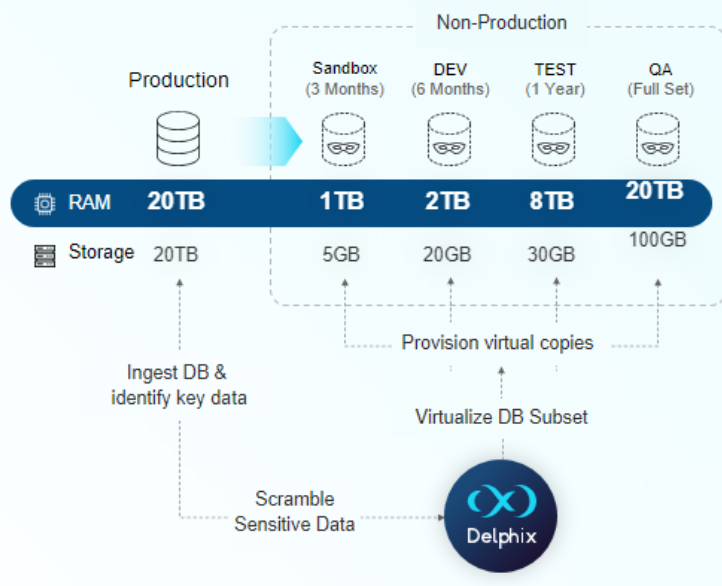 Non-Production
Production
Sandbox
(3 Months)
DEV
(6 Months)
TEST
(1 Year)
QA
(Full Set)
RAM 20TB 1TB 2TB 8TB 20TB
Storage 20TB 5GB 20GB 30GB 100GB
Provision virtual copies
Ingest DB &
identify key data
Virtualize DB Subset
Scramble
Sensitive Data
Delphix